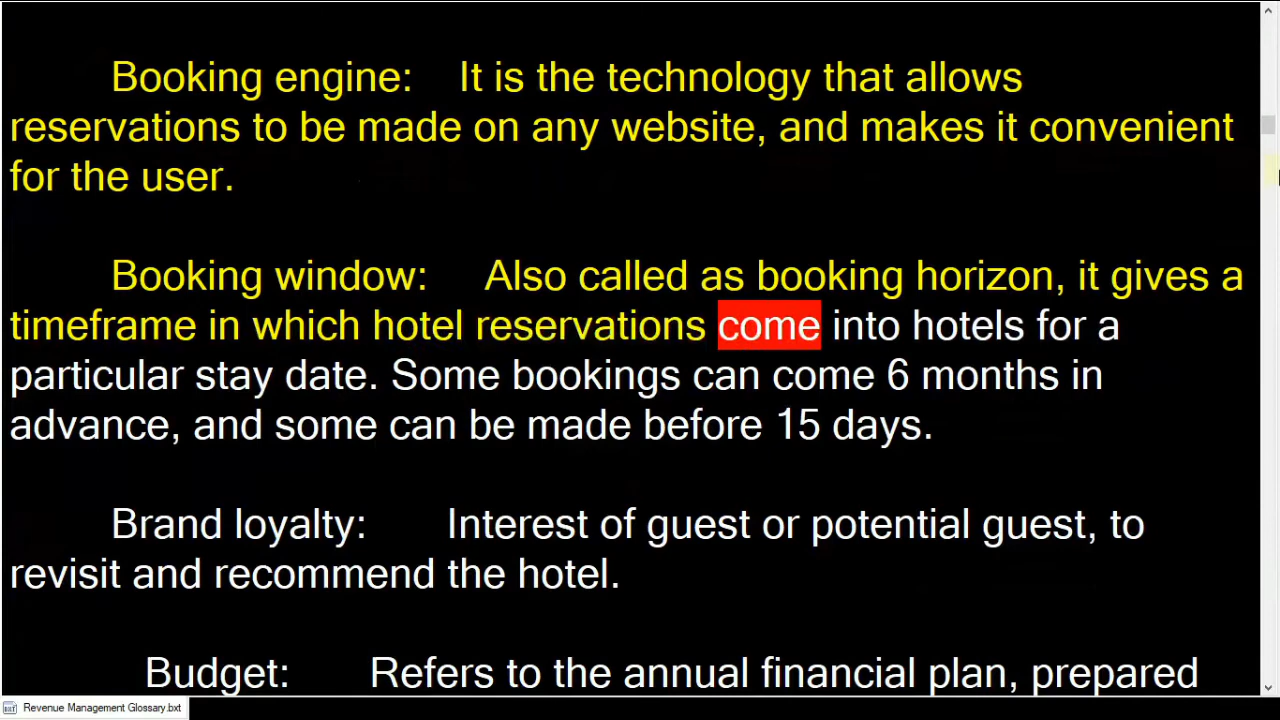 Booking engine: It is the technology that allows
reservations to be made on any website, and makes it convenient
for the user.
Booking window: Also called as booking horizon, it gives a
timeframe in which hotel reservations come into hotels for a
particular stay date. Some bookings can come 6 months in
advance, and some can be made before 15 days.
Brand loyalty: Interest of guest or potential guest, to
revisit and recommend the hotel.
Budget: Refers to the annual financial plan, prepared
Revenue Management Glossary.bxt